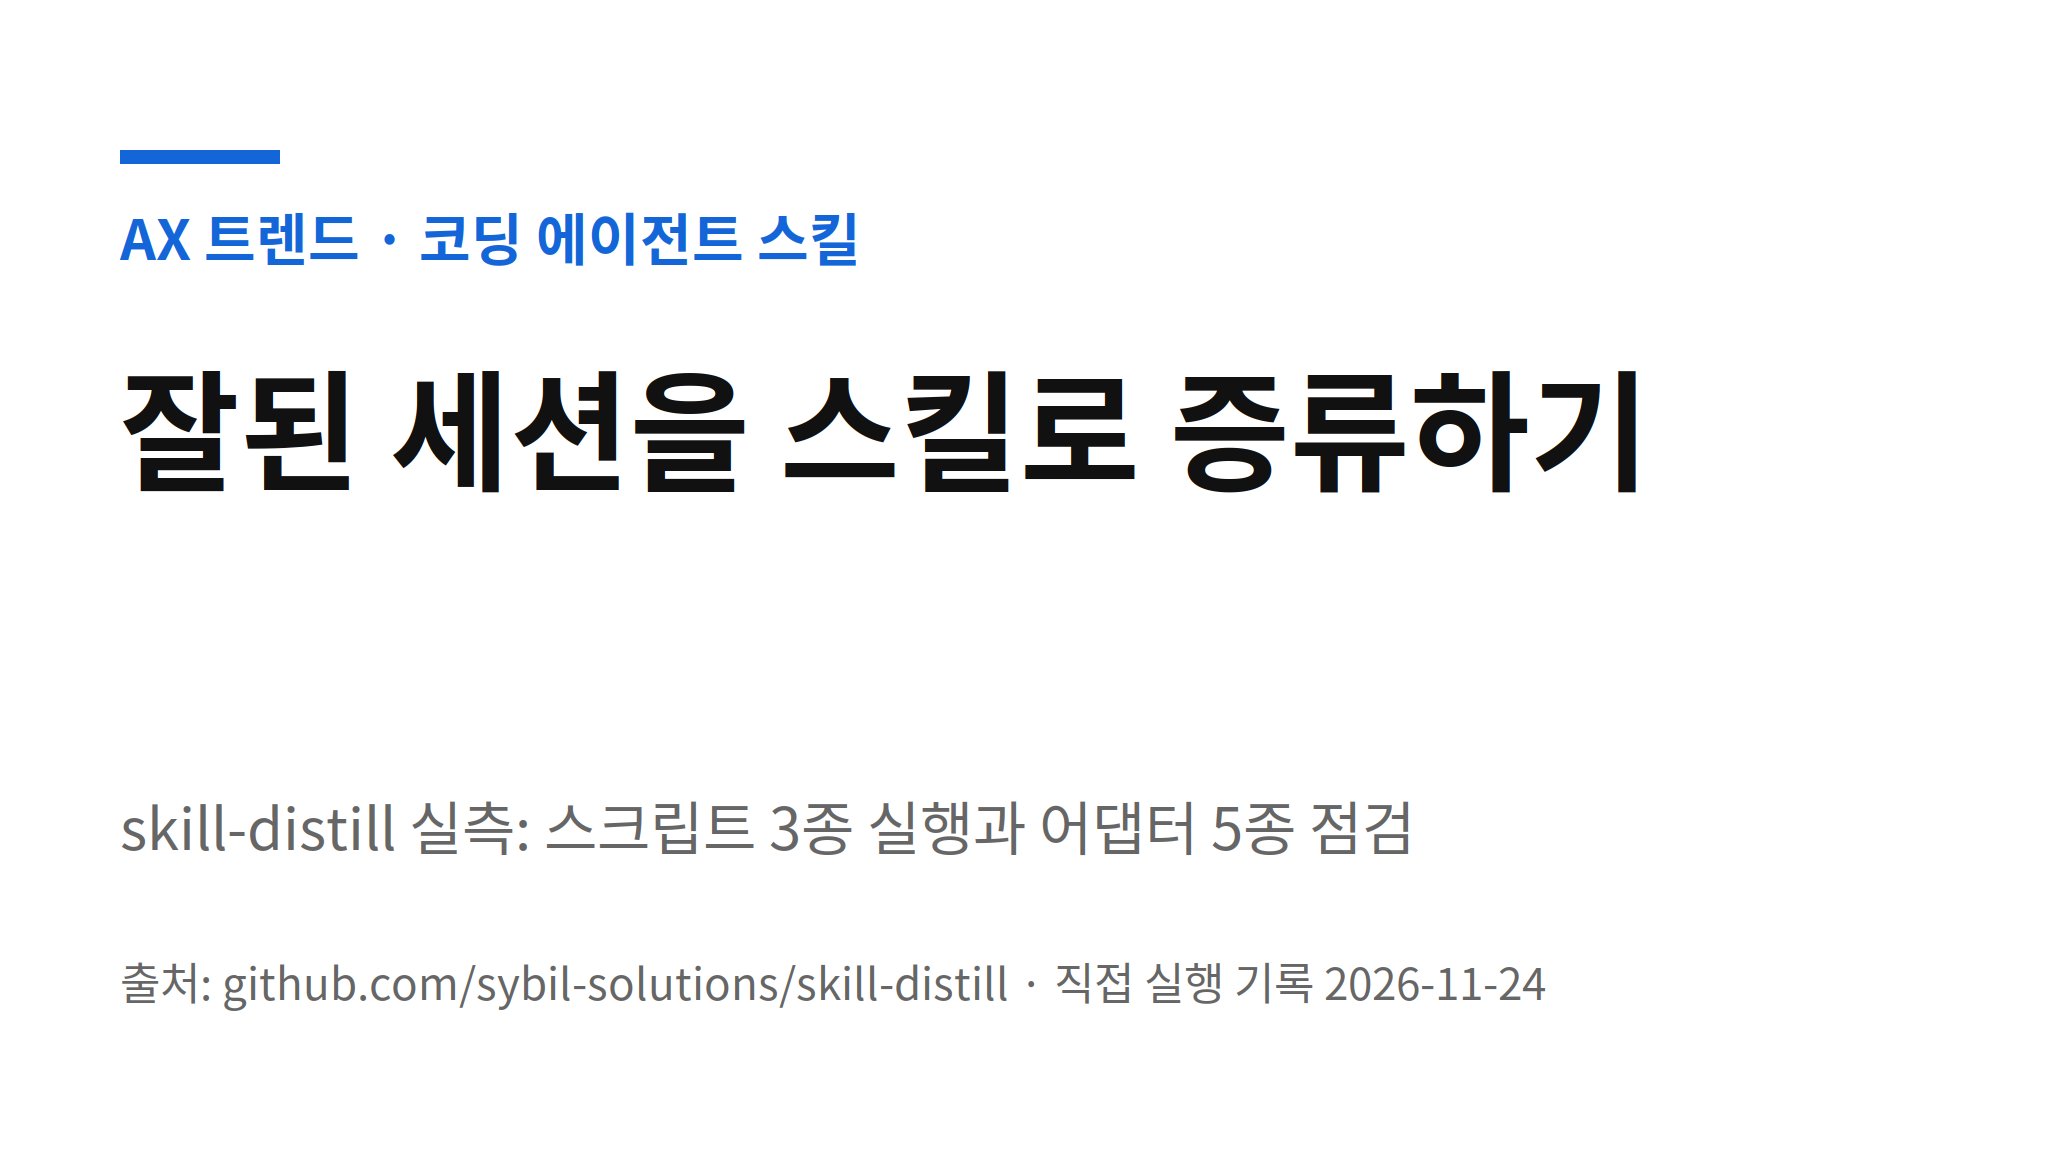 AX 트렌드 · 코딩 에이전트 스킬
잘된 세션을 스킬로 증류하기
skill-distill 실측: 스크립트 3종 실행과 어댑터 5종 점검
출처: github.com/sybil-solutions/skill-distill · 직접 실행 기록 2026-11-24